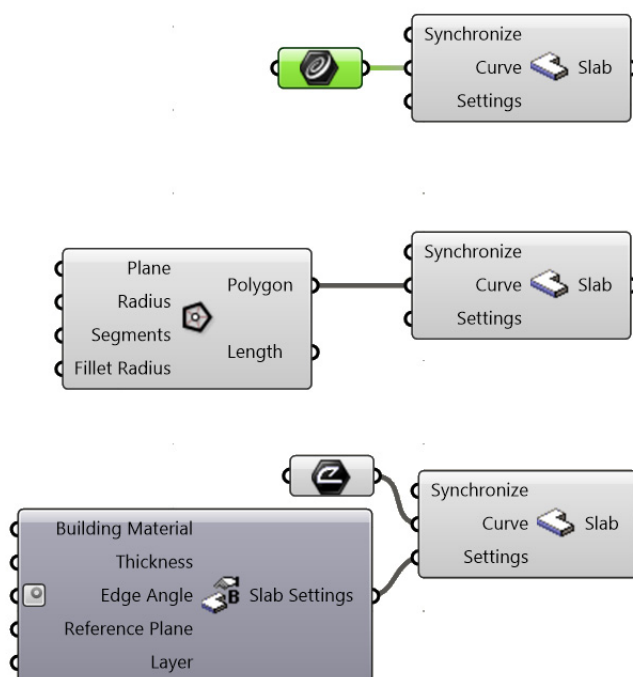 Synchronize
Curve Slab
Settings
Plane
Radius
Segments
Fillet Radius
Polygon
Length
Synchronize
Curve Slab
Settings
Building Material
Thickness
Edge Angle
Reference Plane
Layer
B Slab Settings
Synchronize
Curve Slab
Settings